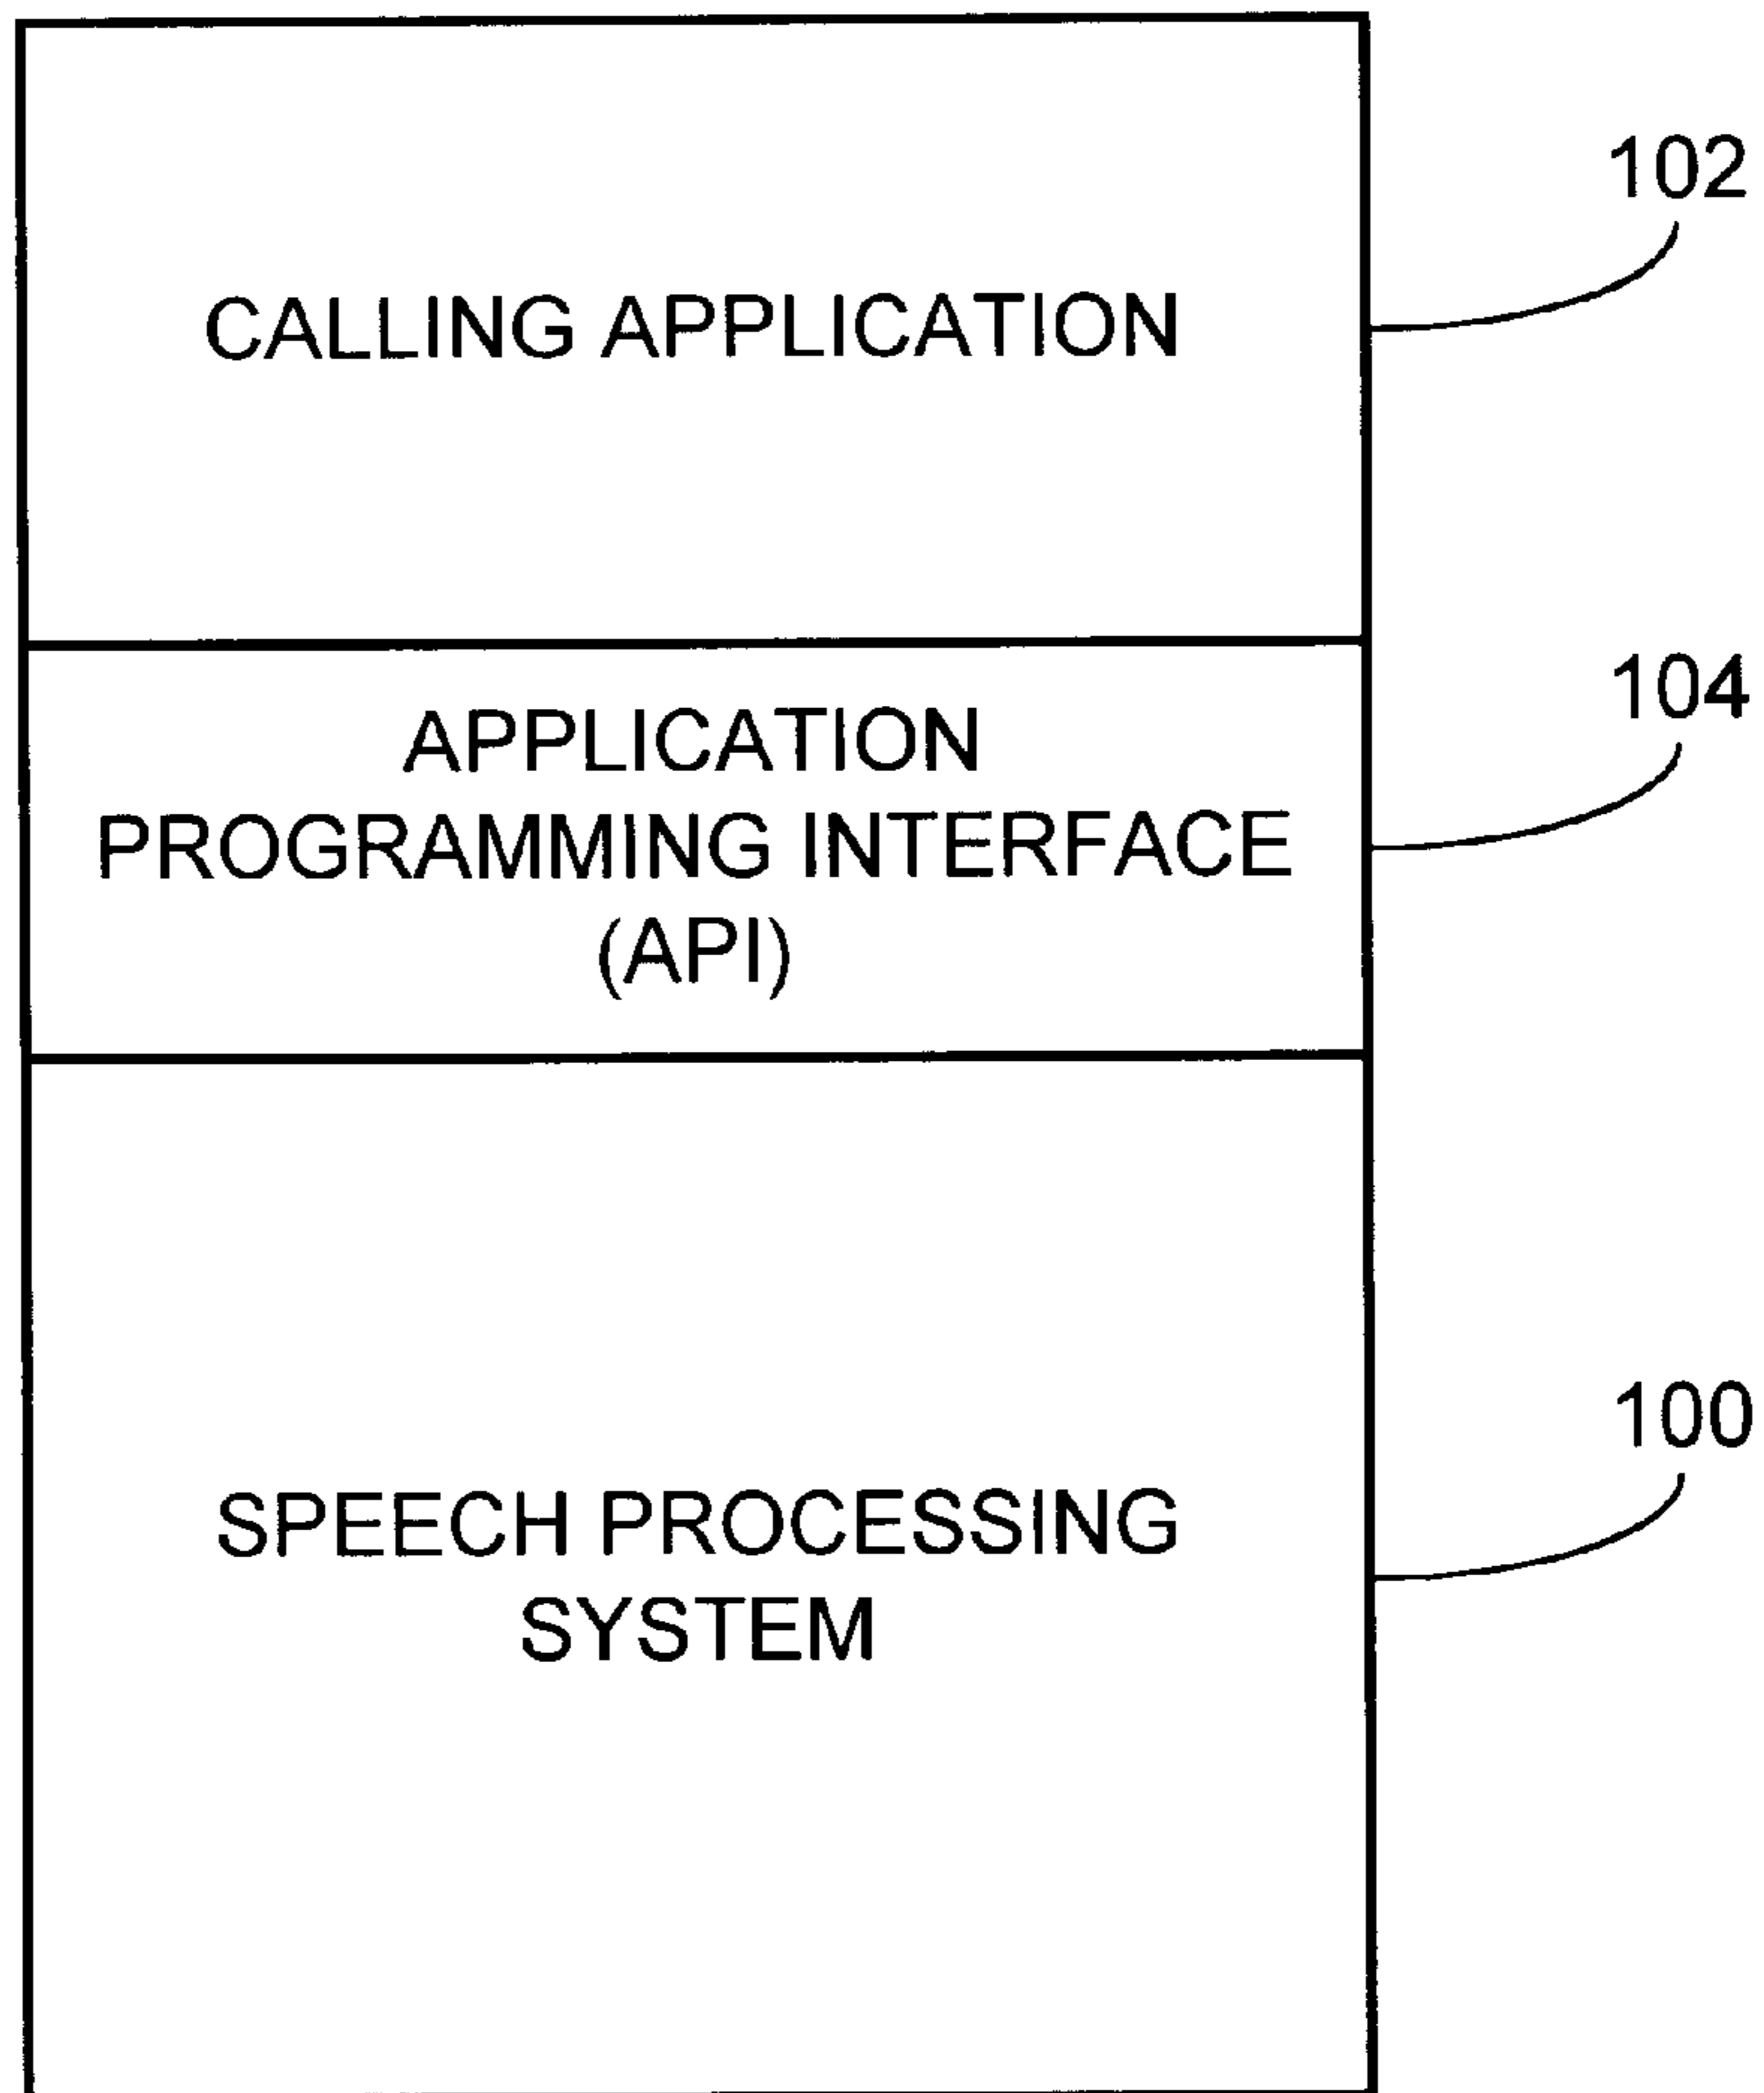 102
CALLING APPLICATION
104
APPLICATION
PROGRAMMING INTERFACE
(API)
100
SPEECH PROCESSING
SYSTEM